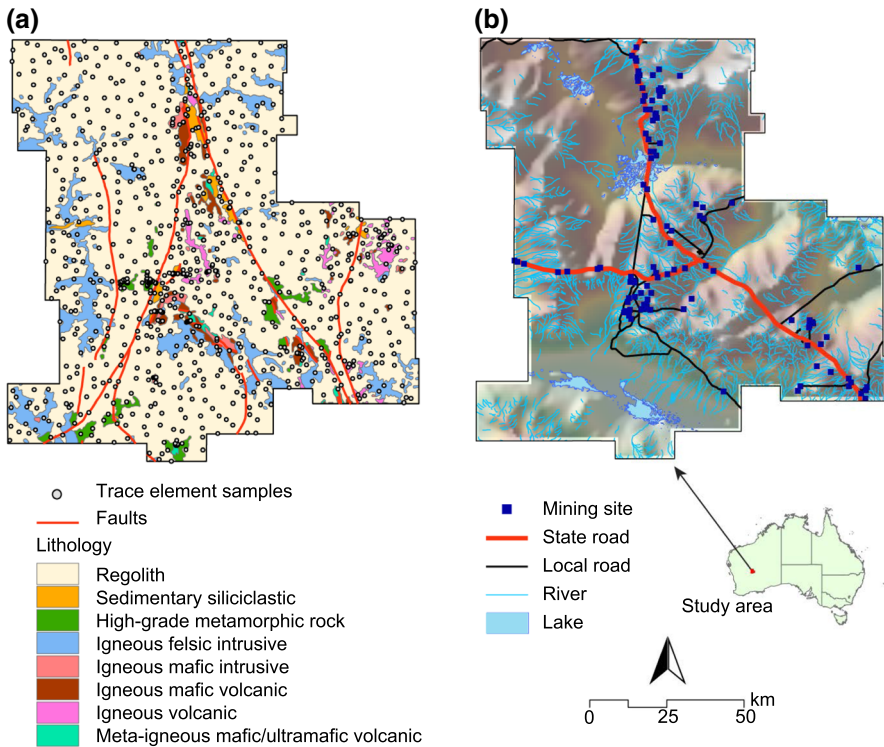 (a)
(b)
Trace element samples
Faults
Lithology
Regolith
Sedimentary siliciclastic
High-grade metamorphic rock
Igneous felsic intrusive
Igneous mafic intrusive
Igneous mafic volcanic
Igneous volcanic
Meta-igneous mafic/ultramafic volcanic
Mining site
State road
Local road
River
Lake
Study area
km
0 25 50